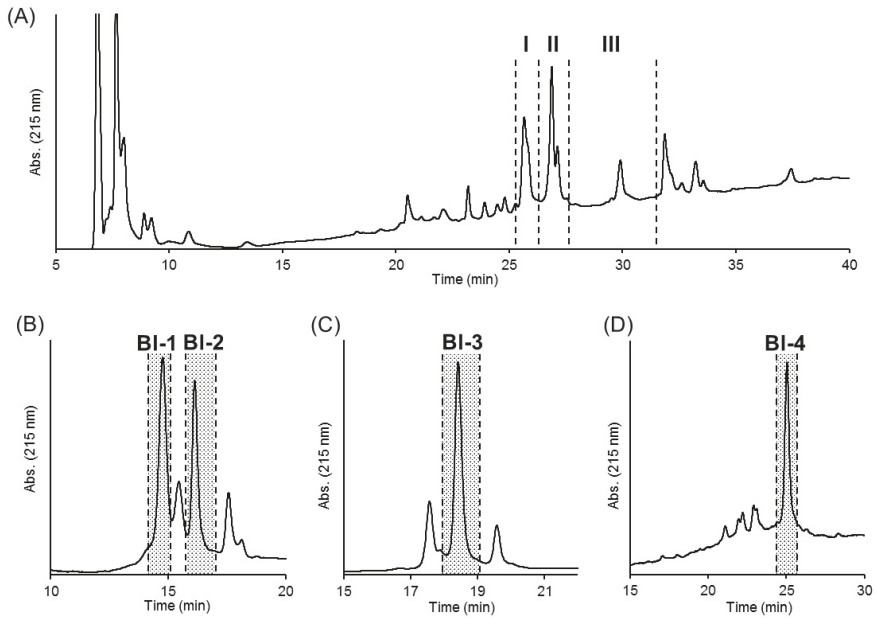 (A)
I II III
Abs. (215 nm)
5 10 15 20 25 30 35 40
Time (min)
(B)
BI-1 BI-2
Abs. (215 nm)
10 15 20
Time (min)
(C)
BI-3
Abs. (215 nm)
15 17 19 21
Time (min)
(D)
BI-4
Abs. (215 nm)
15 20 25 30
Time (min)